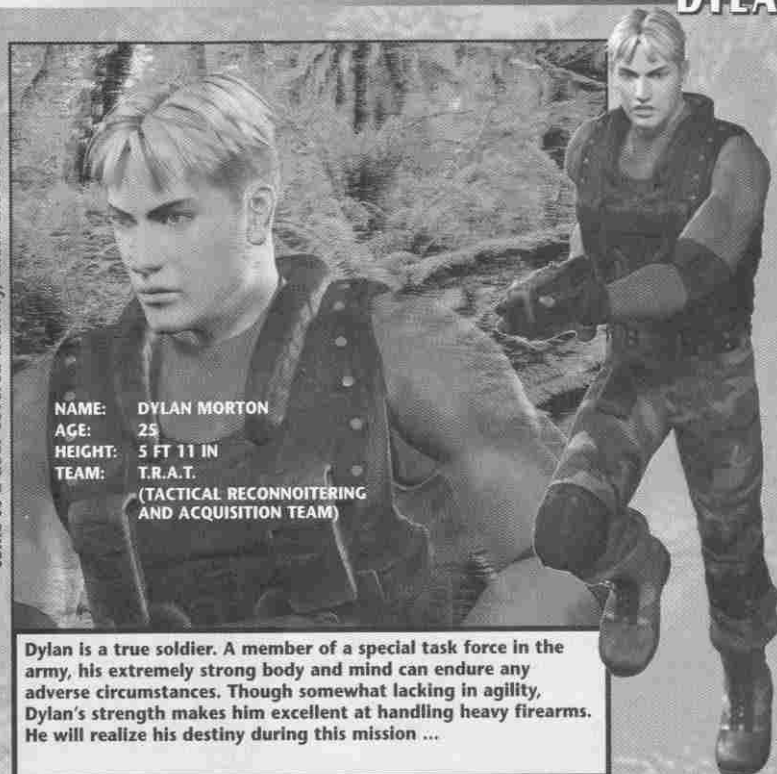 DYLA
NAME: DYLAN MORTON
AGE: 25
HEIGHT: 5 FT 11 IN
TEAM: T.R.A.T.
(TACTICAL RECONNOITERING
AND ACQUISITION TEAM)
Dylan is a true soldier. A member of a special task force in the
army, his extremely strong body and mind can endure any
adverse circumstances. Though somewhat lacking in agility,
Dylan's strength makes him excellent at handling heavy firearms.
He will realize his destiny during this mission ...